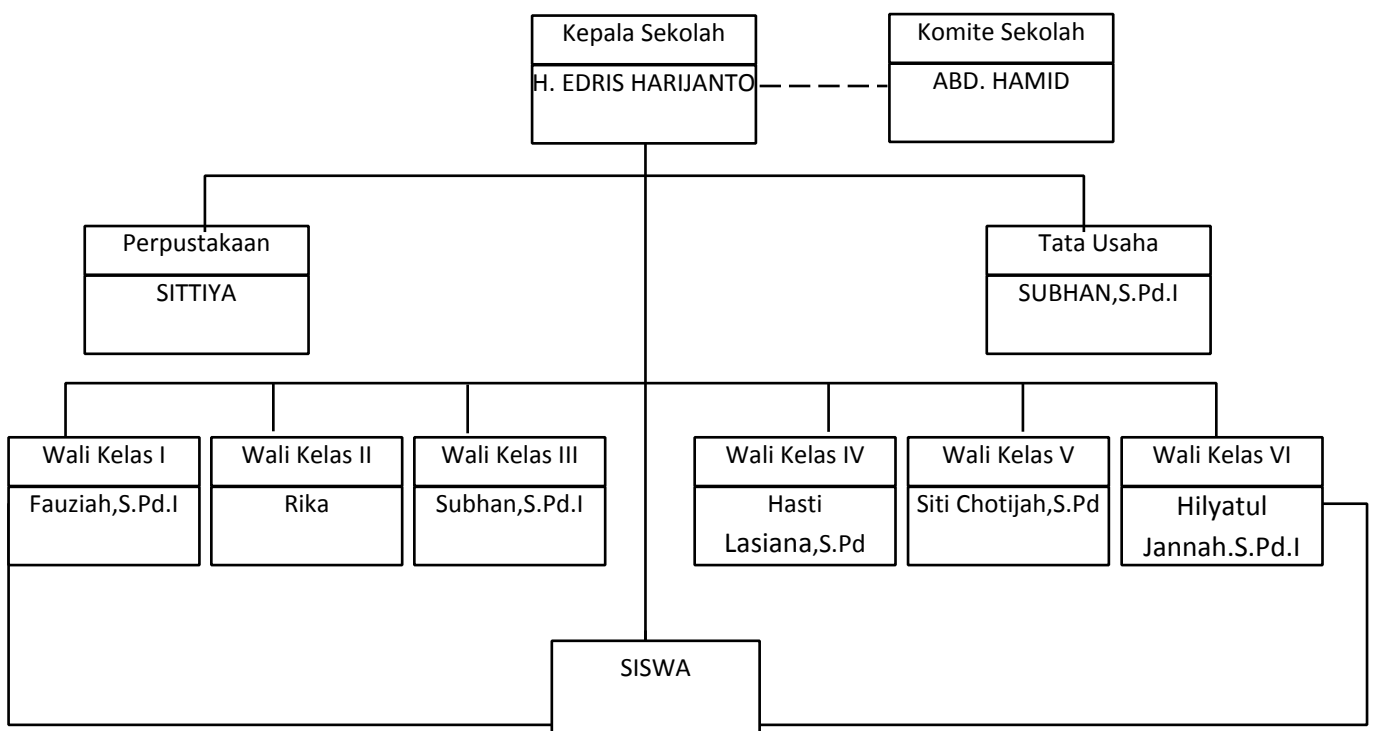 Kepala Sekolah
H. EDRIS HARIJANTO
Komite Sekolah
ABD. HAMID
Perpustakaan
SITTIYA
Tata Usaha
SUBHAN,S.Pd.I
Wali Kelas I
Fauziah,S.Pd.I
Wali Kelas II
Rika
Wali Kelas III
Subhan,S.Pd.I
Wali Kelas IV
Hasti
Lasiana,S.Pd
Wali Kelas V
Siti Chotijah,S.Pd
Wali Kelas VI
Hilyatul
Jannah.S.Pd.I
SISWA